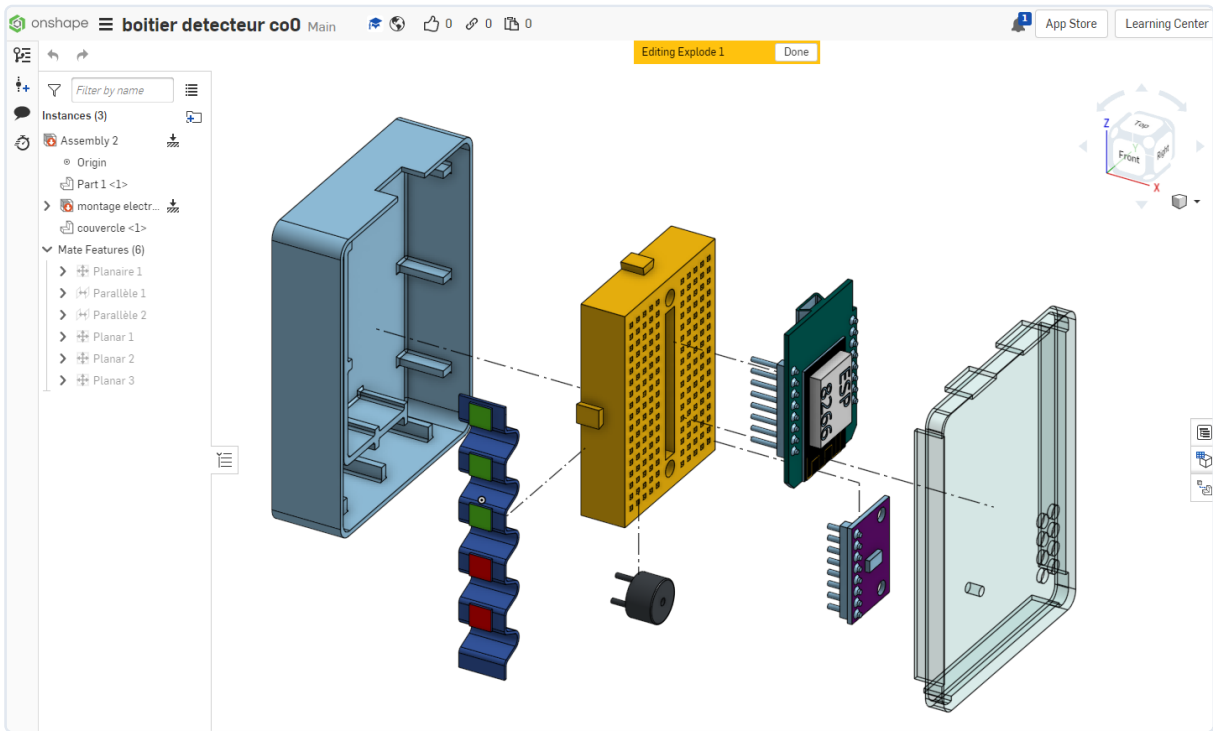 onshape boitier detecteur co0 Main 0 0 0 1 App Store Learning Center
Editing Explode 1 Done
Filter by name
Instances (3)
Assembly 2
Origin
Part 1 <1>
montage electr...
couvercle <1>
Mate Features (6)
Planaire 1
Parallèle 1
Parallèle 2
Planar 1
Planar 2
Planar 3
Z
Top
Y
Front
Right
X
ESP
8266